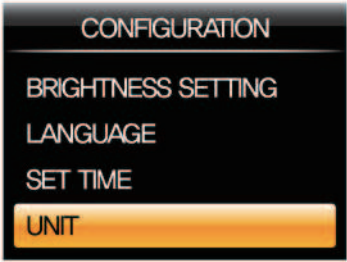 CONFIGURATION
BRIGHTNESS SETTING
LANGUAGE
SET TIME
UNIT